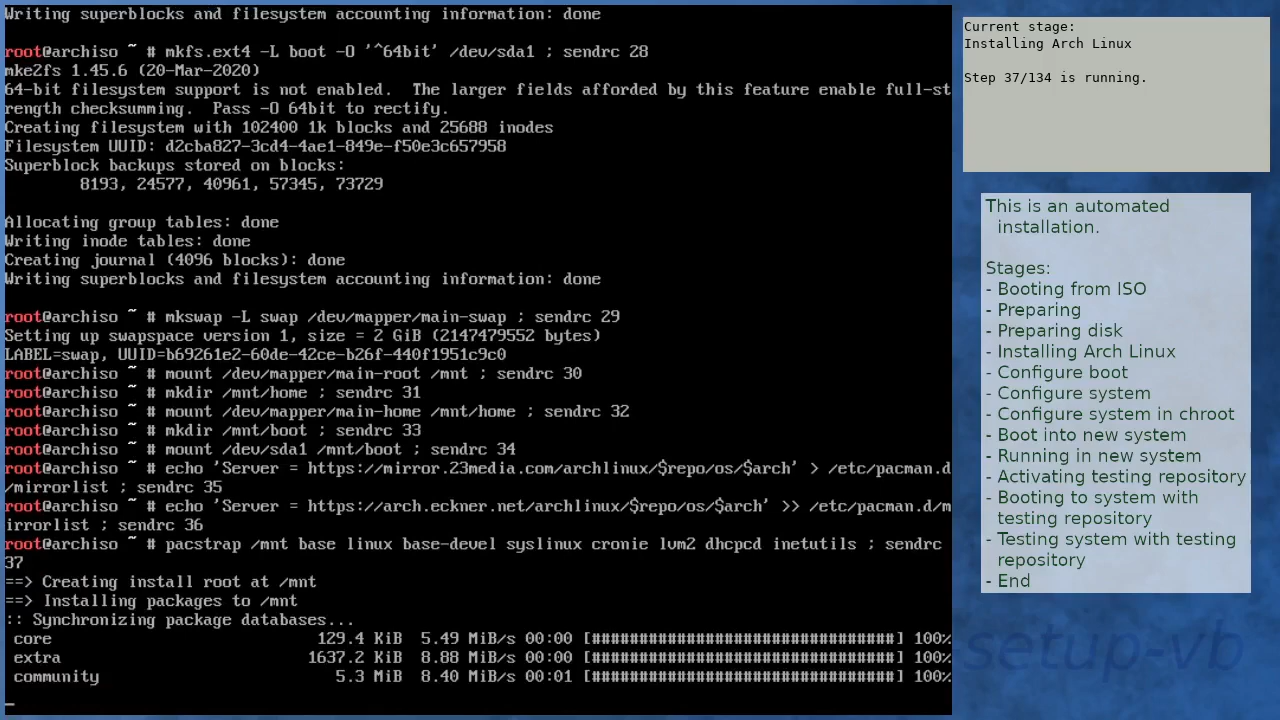 Writing superblocks and filesystem accounting information: done
root@archiso ~ # mkfs.ext4 -L boot -O '^64bit' /dev/sda1 ; sendrc 28
mke2fs 1.45.6 (20-Mar-2020)
64-bit filesystem support is not enabled.  The larger fields afforded by this feature enable full-st
rength checksumming.  Pass -O 64bit to rectify.
Creating filesystem with 102400 1k blocks and 25688 inodes
Filesystem UUID: d2cba827-3cd4-4ae1-849e-f50e3c657958
Superblock backups stored on blocks:
        8193, 24577, 40961, 57345, 73729
Allocating group tables: done
Writing inode tables: done
Creating journal (4096 blocks): done
Writing superblocks and filesystem accounting information: done
root@archiso ~ # mkswap -L swap /dev/mapper/main-swap ; sendrc 29
Setting up swapspace version 1, size = 2 GiB (2147479552 bytes)
LABEL=swap, UUID=b69261e2-60de-42ce-b26f-440f1951c9c0
root@archiso ~ # mount /dev/mapper/main-root /mnt ; sendrc 30
root@archiso ~ # mkdir /mnt/home ; sendrc 31
root@archiso ~ # mount /dev/mapper/main-home /mnt/home ; sendrc 32
root@archiso ~ # mkdir /mnt/boot ; sendrc 33
root@archiso ~ # mount /dev/sda1 /mnt/boot ; sendrc 34
root@archiso ~ # echo 'Server = https://mirror.23media.com/archlinux/$repo/os/$arch' > /etc/pacman.d
/mirrorlist ; sendrc 35
root@archiso ~ # echo 'Server = https://arch.eckner.net/archlinux/$repo/os/$arch' >> /etc/pacman.d/m
irrorlist ; sendrc 36
root@archiso ~ # pacstrap /mnt base linux base-devel syslinux cronie lvm2 dhcpcd inetutils ; sendrc
37
==> Creating install root at /mnt
==> Installing packages to /mnt
:: Synchronizing package databases...
 core                            129.4 KiB  5.49 MiB/s 00:00 [################################] 100%
 extra                          1637.2 KiB  8.88 MiB/s 00:00 [################################] 100%
 community                         5.3 MiB  8.40 MiB/s 00:01 [################################] 100%
Current stage:
Installing Arch Linux
Step 37/134 is running.
This is an automated
installation.
Stages:
- Booting from ISO
- Preparing
- Preparing disk
- Installing Arch Linux
- Configure boot
- Configure system
- Configure system in chroot
- Boot into new system
- Running in new system
- Activating testing repository
- Booting to system with
testing repository
- Testing system with testing
repository
- End
setup-vb